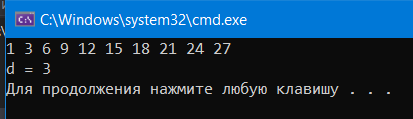 C:\Windows\system32\cmd.exe
1 3 6 9 12 15 18 21 24 27
d = 3
Для продолжения нажмите любую клавишу . . .